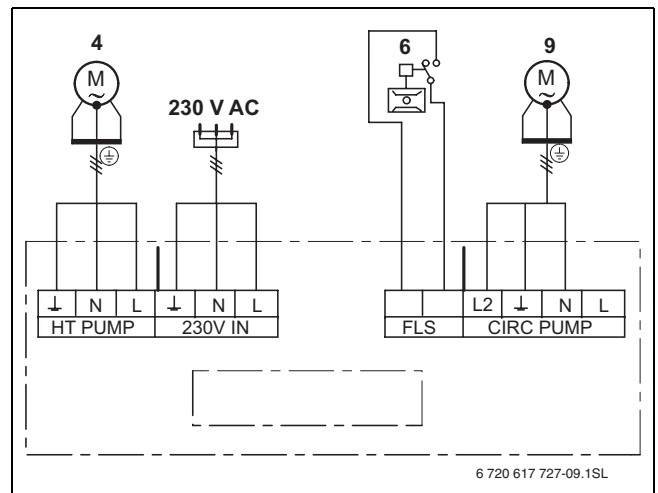 4 6 9
M M
~ ~
230 V AC
⏚ N L ⏚ N L L2 ⏚ N L
HT PUMP 230V IN FLS CIRC PUMP
6 720 617 727-09.1SL